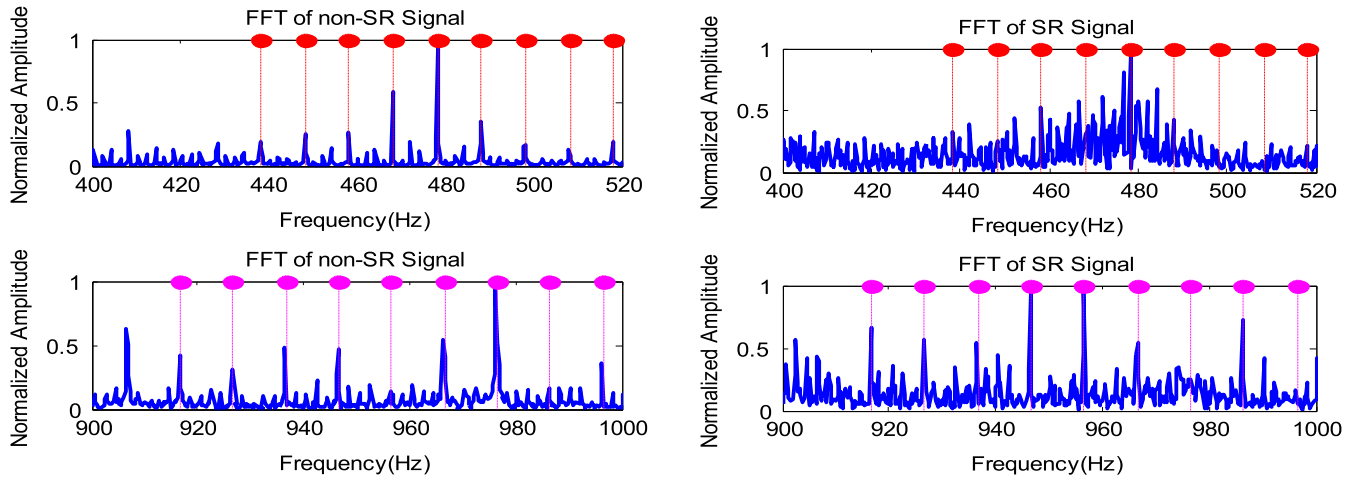 FFT of non-SR Signal
Normalized Amplitude
1
0.5
0
400 420 440 460 480 500 520
Frequency(Hz)
FFT of SR Signal
Normalized Amplitude
1
0.5
0
400 420 440 460 480 500 520
Frequency(Hz)
FFT of non-SR Signal
Normalized Amplitude
1
0.5
0
900 920 940 960 980 1000
Frequency(Hz)
FFT of SR Signal
Normalized Amplitude
1
0.5
0
900 920 940 960 980 1000
Frequency(Hz)